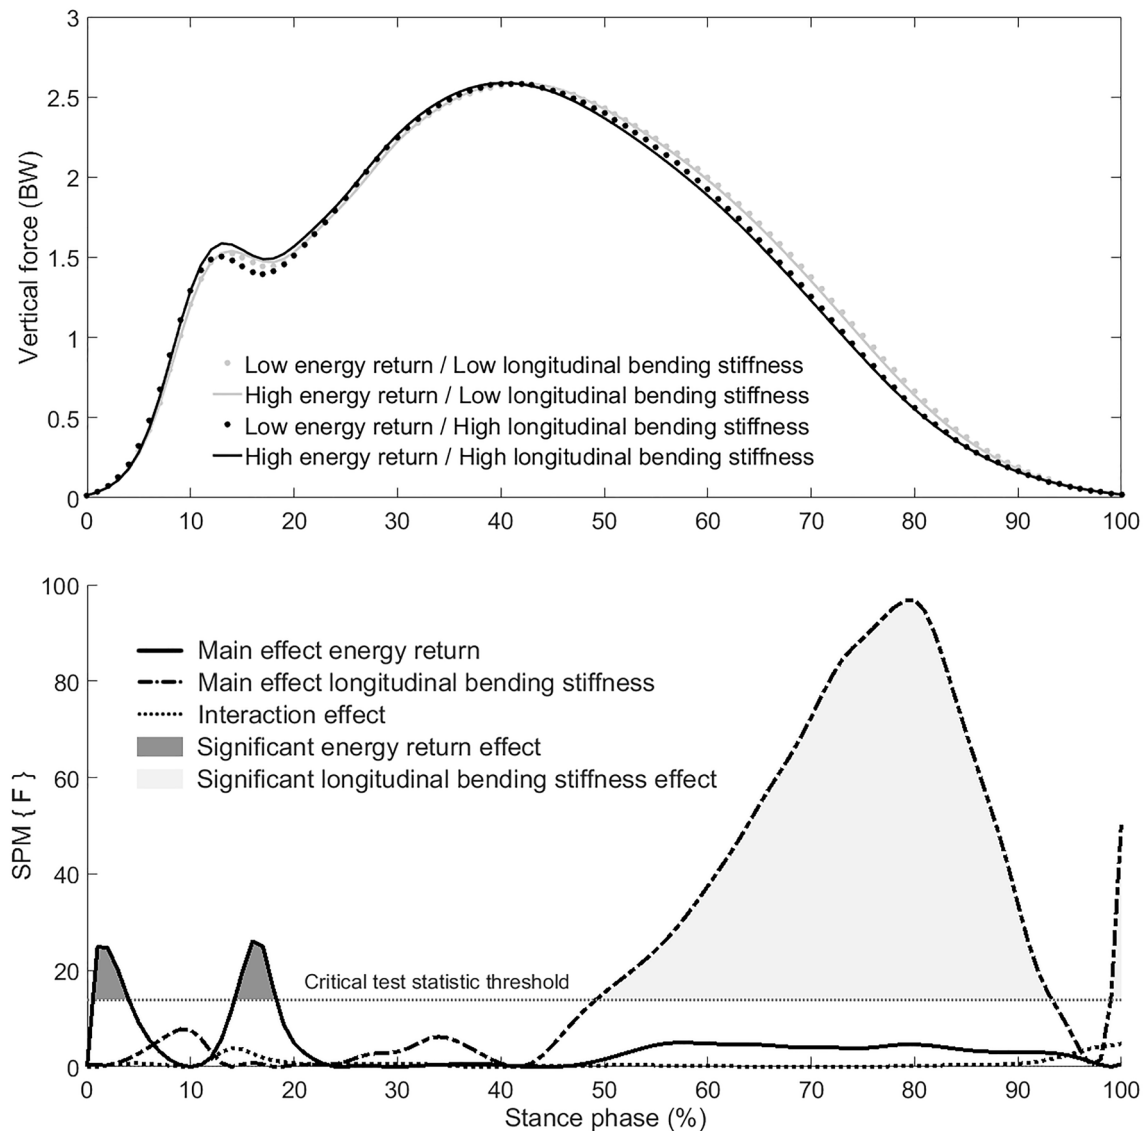 3
2.5
2
1.5
1
0.5
0
Vertical force (BW)
Low energy return / Low longitudinal bending stiffness
High energy return / Low longitudinal bending stiffness
Low energy return / High longitudinal bending stiffness
High energy return / High longitudinal bending stiffness
0 10 20 30 40 50 60 70 80 90 100
100
80
60
40
20
0
SPM { F }
Main effect energy return
Main effect longitudinal bending stiffness
Interaction effect
Significant energy return effect
Significant longitudinal bending stiffness effect
Critical test statistic threshold
0 10 20 30 40 50 60 70 80 90 100
Stance phase (%)